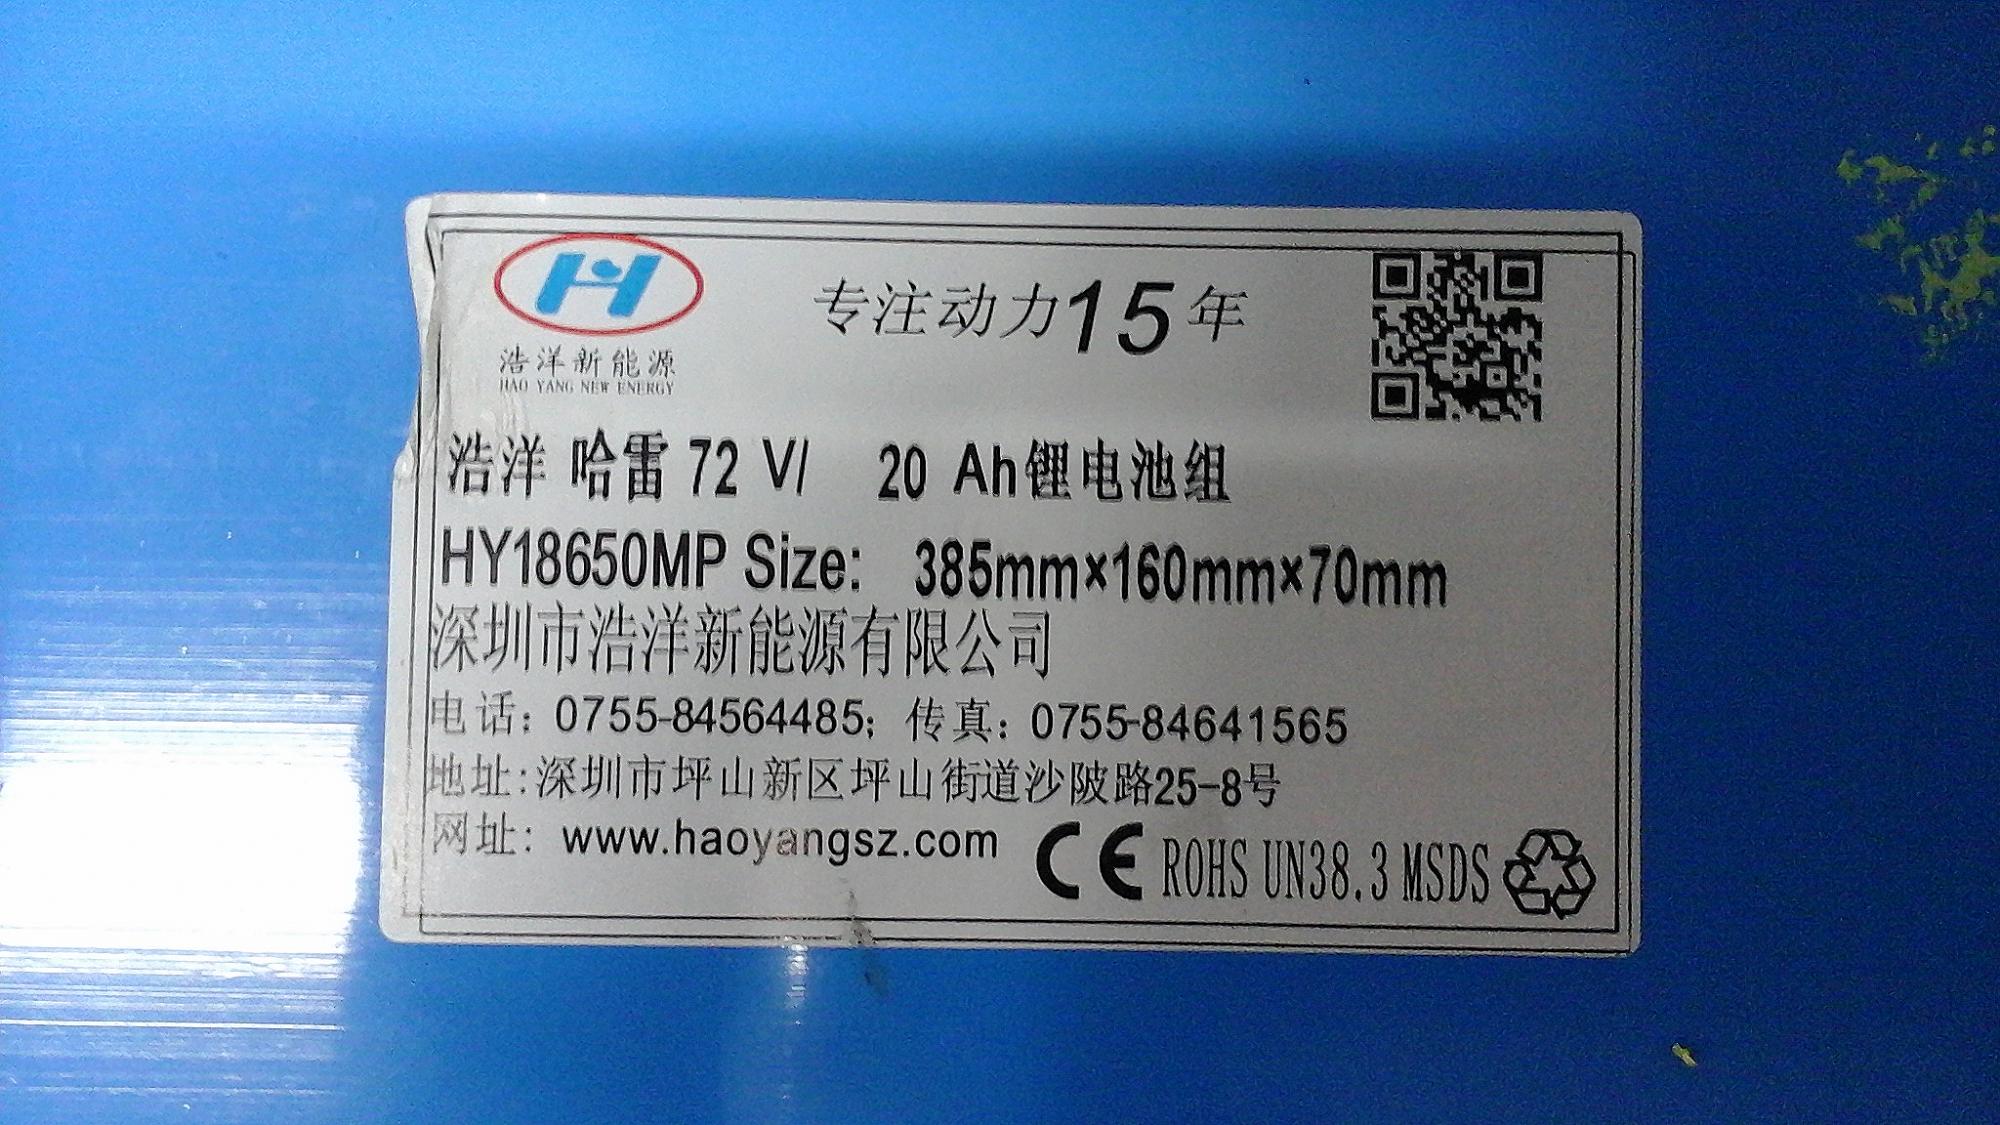 专注动力15年
浩洋新能源
HAO YANG NEW ENERGY
浩洋 哈雷 72 V/ 20 Ah锂电池组
HY18650MP Size: 385mm×160mm×70mm
深圳市浩洋新能源有限公司
电话：0755-84564485；传真：0755-84641565
地址:深圳市坪山新区坪山街道沙陂路25-8号
网址：www.haoyangsz.com
CE ROHS UN38.3 MSDS